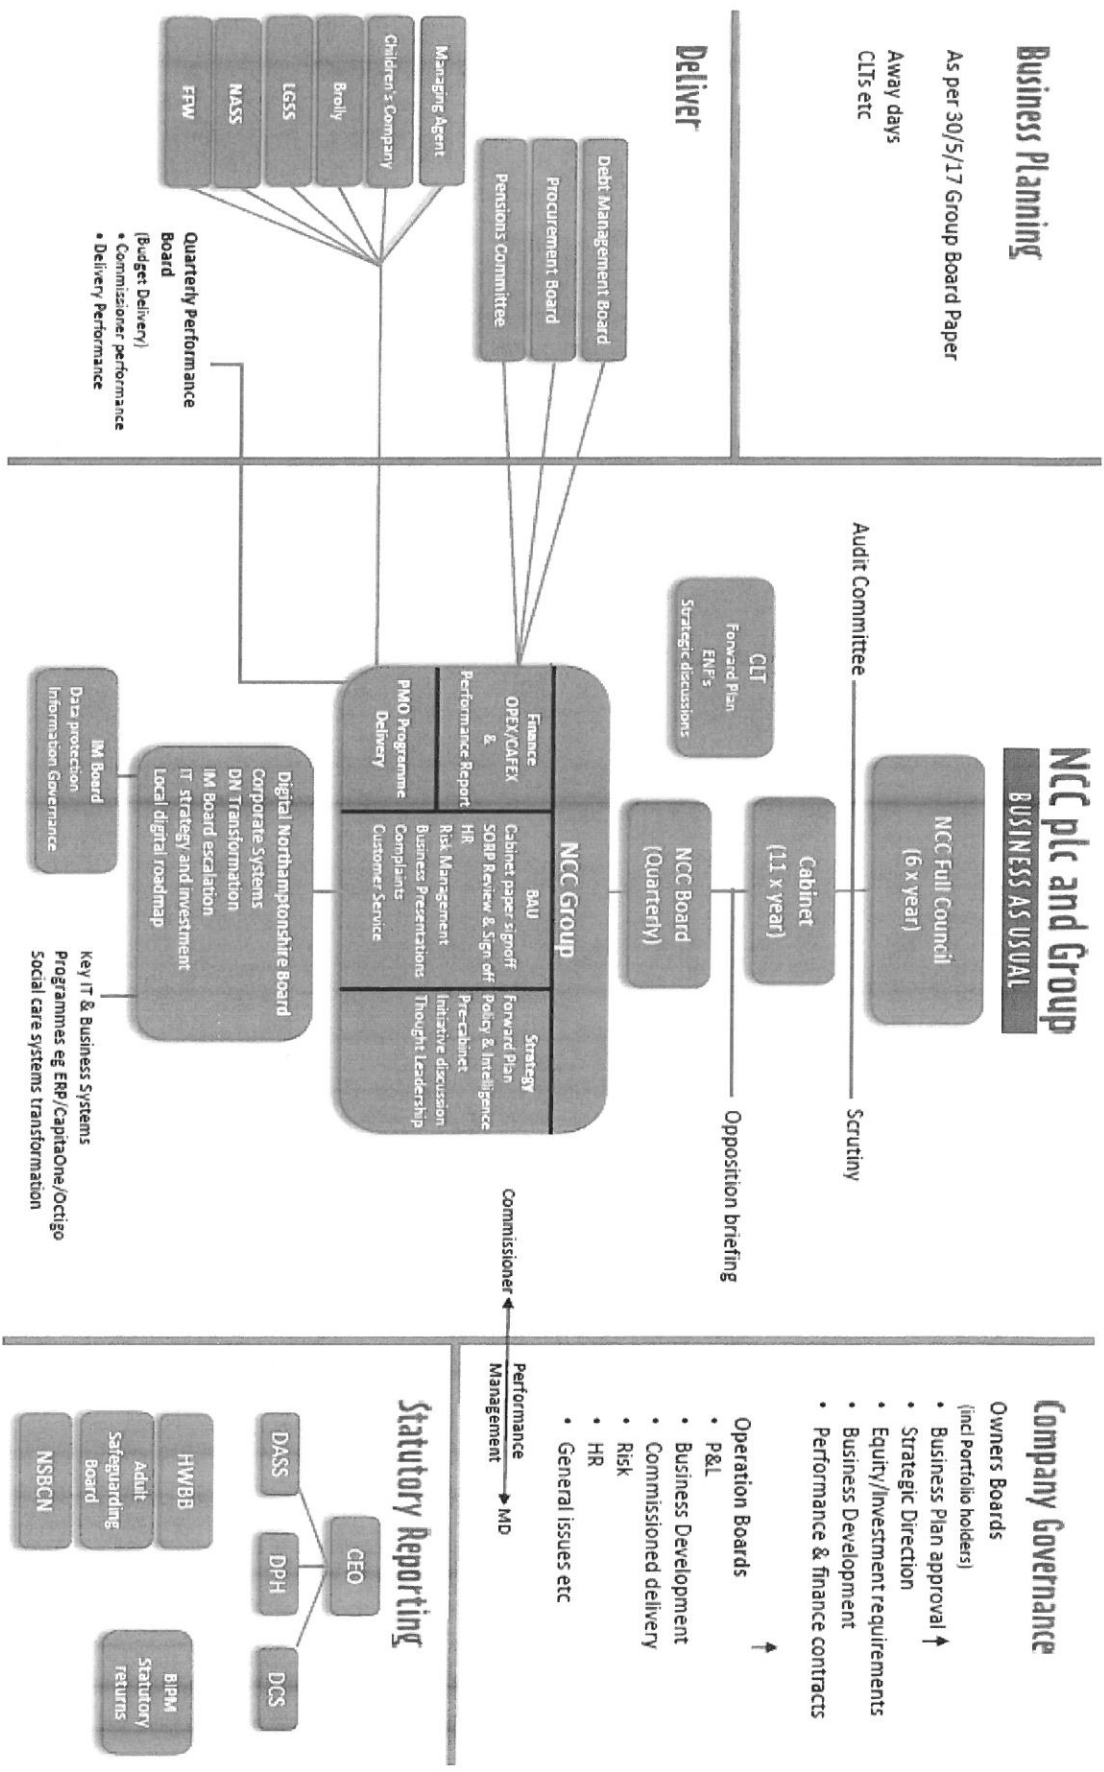 Business Planning
As per 30/5/17 Group Board Paper
Away days
CLTs etc
Deliver
Debt Management Board
Procurement Board
Pensions Committee
Managing Agent
Children's Company
Brolly
LGSS
NASS
FFW
Quarterly Performance
Board
(Budget Delivery)
• Commissioner performance
• Delivery Performance
NCC plc and Group
BUSINESS AS USUAL
NCC Full Council
(6 x year)
Audit Committee
Scrutiny
Cabinet
(11 x year)
CLT
Forward Plan
ENF's
Strategic discussions
Opposition briefing
NCC Board
(Quarterly)
NCC Group
Finance
OPEX/CAFEX
&
Performance Report
PMO Programme
Delivery
BAU
Cabinet paper signoff
SORP Review & Sign off
HR
Risk Management
Business Presentations
Complaints
Customer Service
Strategy
Forward Plan
Policy & Intelligence
Pre-cabinet
Initiative discussion
Thought Leadership
Digital Northamptonshire Board
Corporate Systems
DN Transformation
IM Board escalation
IT strategy and investment
Local digital roadmap
IM Board
Data protection
Information Governance
Key IT & Business Systems
Programmes eg ERP/CapitaOne/Octigo
Social care systems transformation
Company Governance
Owners Boards
(incl Portfolio holders)
• Business Plan approval
• Strategic Direction
• Equity/Investment requirements
• Business Development
• Performance & finance contracts
Operation Boards
• P&L
• Business Development
• Commissioned delivery
• Risk
• HR
• General issues etc
Commissioner
Performance
Management
MD
Statutory Reporting
CEO
DASS
DPH
DCS
HWBB
Adult
Safeguarding
Board
NSBCN
BIPM
Statutory
returns